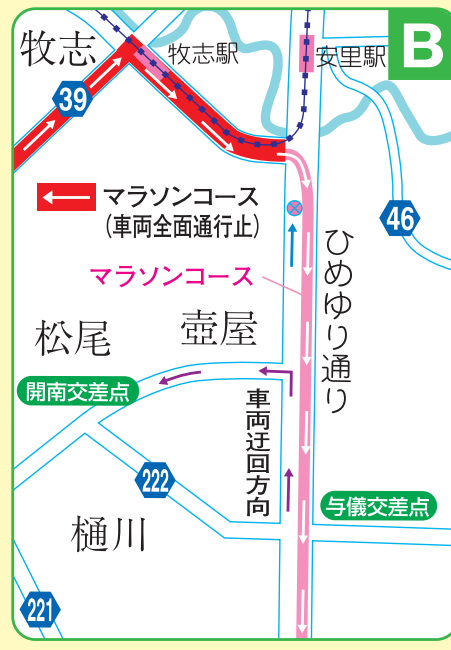 B
牧志
牧志駅
安里駅
39
マラソンコース
(車両全面通行止)
46
マラソンコース
ひめゆり通り
松尾
壺屋
開南交差点
車両迂回方向
222
与儀交差点
樋川
221